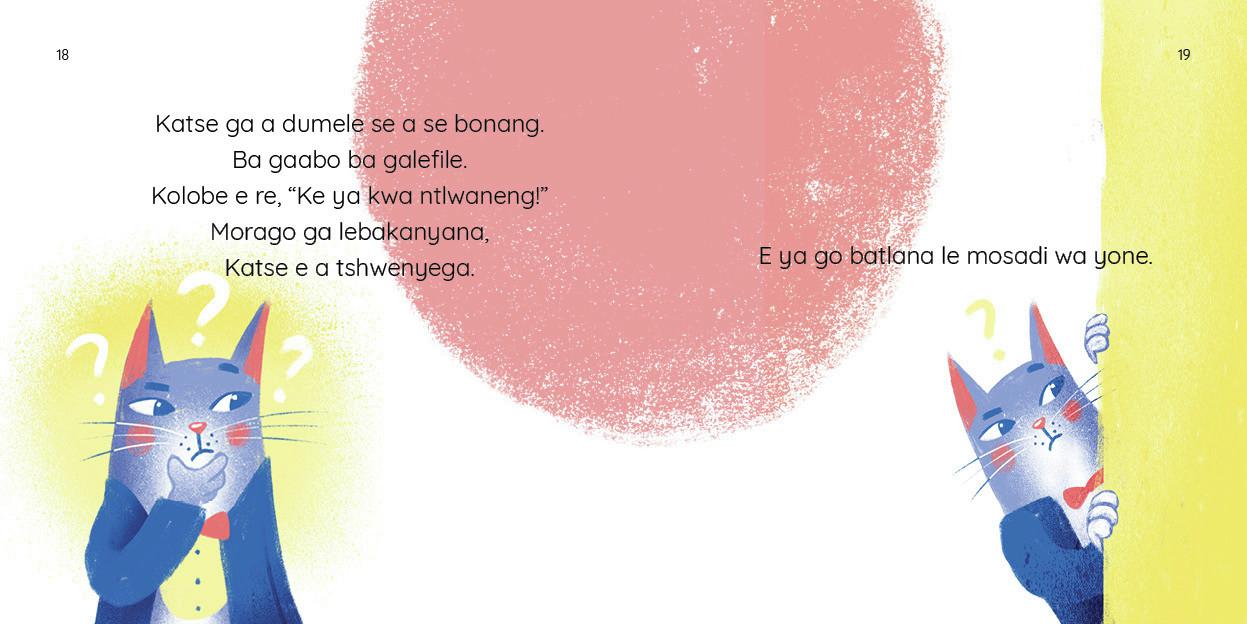 18
Katse ga a dumele se a se bonang.
Ba gaabo ba galefile.
Kolobe e re, “Ke ya kwa ntlwaneng!”
Morago ga lebakanyana,
Katse e a tshwenyega.
19
E ya go batlana le mosadi wa yone.